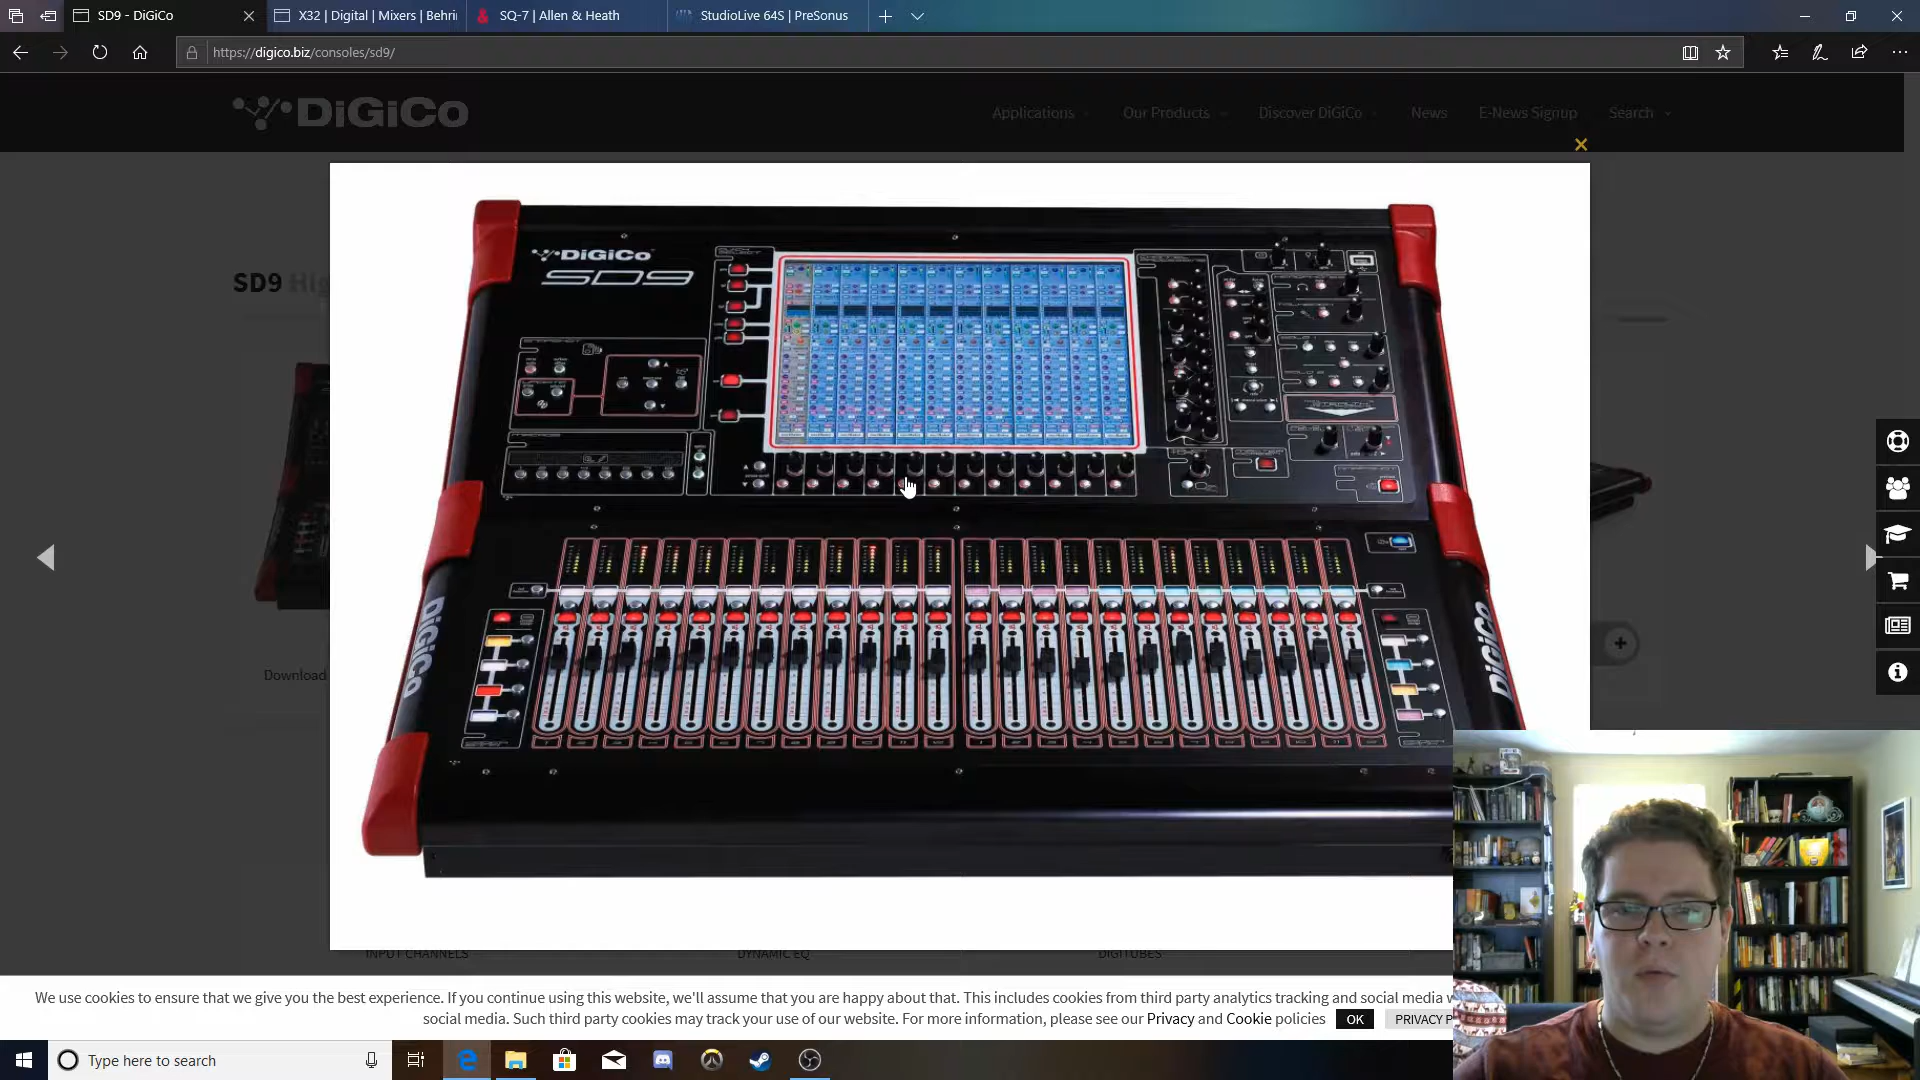 SD9 - DiGiCo
X32 | Digital | Mixers | Behri
SQ-7 | Allen & Heath
StudioLive 64S | PreSonus
https://digico.biz/consoles/sd9/
DiGiCo
Applications
Our Products
Discover DiGiCo
News
E-News Signup
Search
SD9 Hig
DiGiCo
SD9
DiGiCo
DiGiCo
Download
INPUT CHANNELS
DYNAMIC EQ
DIGITUBES
We use cookies to ensure that we give you the best experience. If you continue using this website, we'll assume that you are happy about that. This includes cookies from third party analytics tracking and social media w
social media. Such third party cookies may track your use of our website. For more information, please see our Privacy and Cookie policies
OK
PRIVACY P
Type here to search